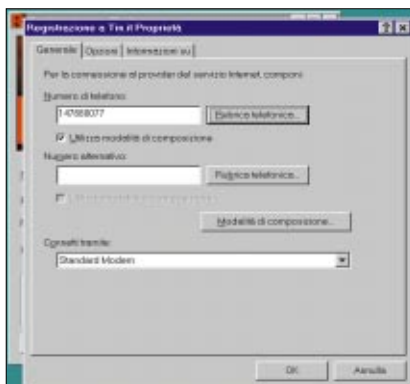 Registrazione a Tin.it Proprietà
Generale Opzioni Informazioni su
Per la connessione al provider del servizio Internet, componi:
Numero di telefono:
147888077
Rubrica telefonica...
Utilizza modalità di composizione
Numero alternativo:
Rubrica telefonica...
Modalità di composizione...
Connetti tramite:
Standard Modem
OK Annulla